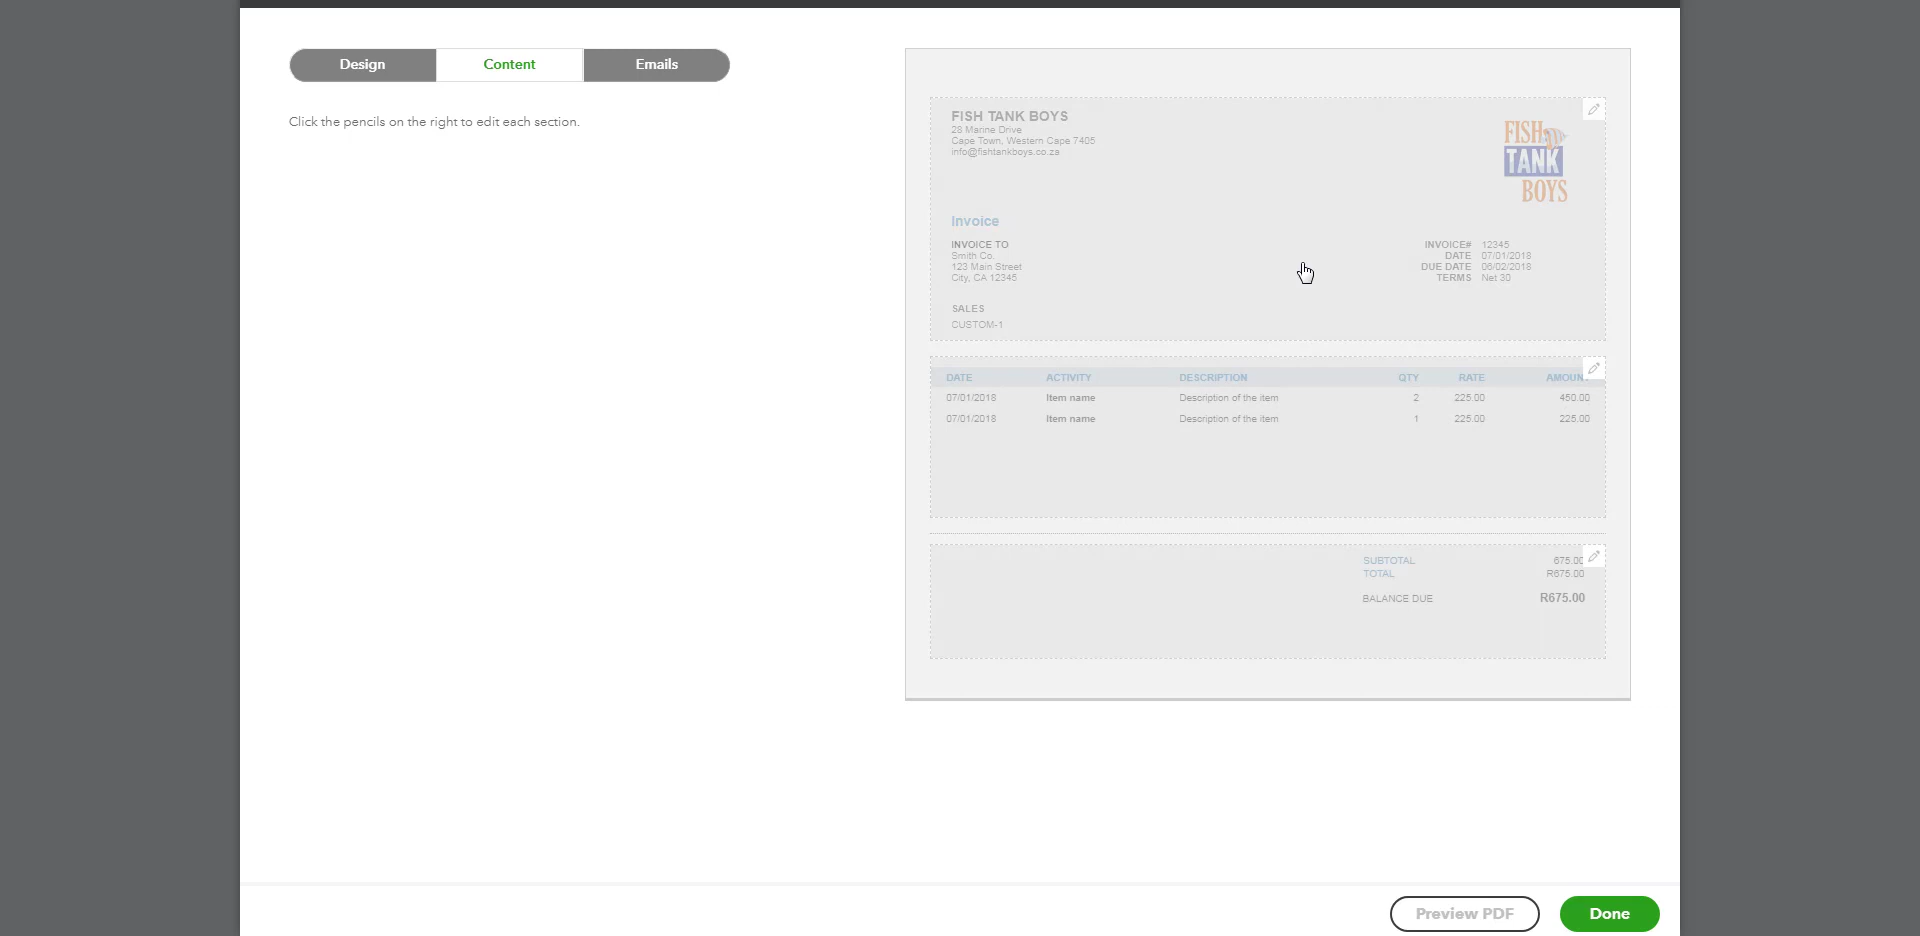 Design Content Emails
Click the pencils on the right to edit each section.
FISH TANK BOYS
28 Marine Drive
Cape Town, Western Cape 7405
info@fishtankboys.co.za
FISH
TANK
BOYS
Invoice
INVOICE TO
Smith Co.
123 Main Street
City, CA 12345
INVOICE# 12345
DATE 07/01/2018
DUE DATE 06/02/2018
TERMS Net 30
SALES
CUSTOM-1
DATE ACTIVITY DESCRIPTION QTY RATE AMOUNT
07/01/2018 Item name Description of the item 2 225.00 450.00
07/01/2018 Item name Description of the item 1 225.00 225.00
SUBTOTAL 675.00
TOTAL R675.00
BALANCE DUE R675.00
Preview PDF Done